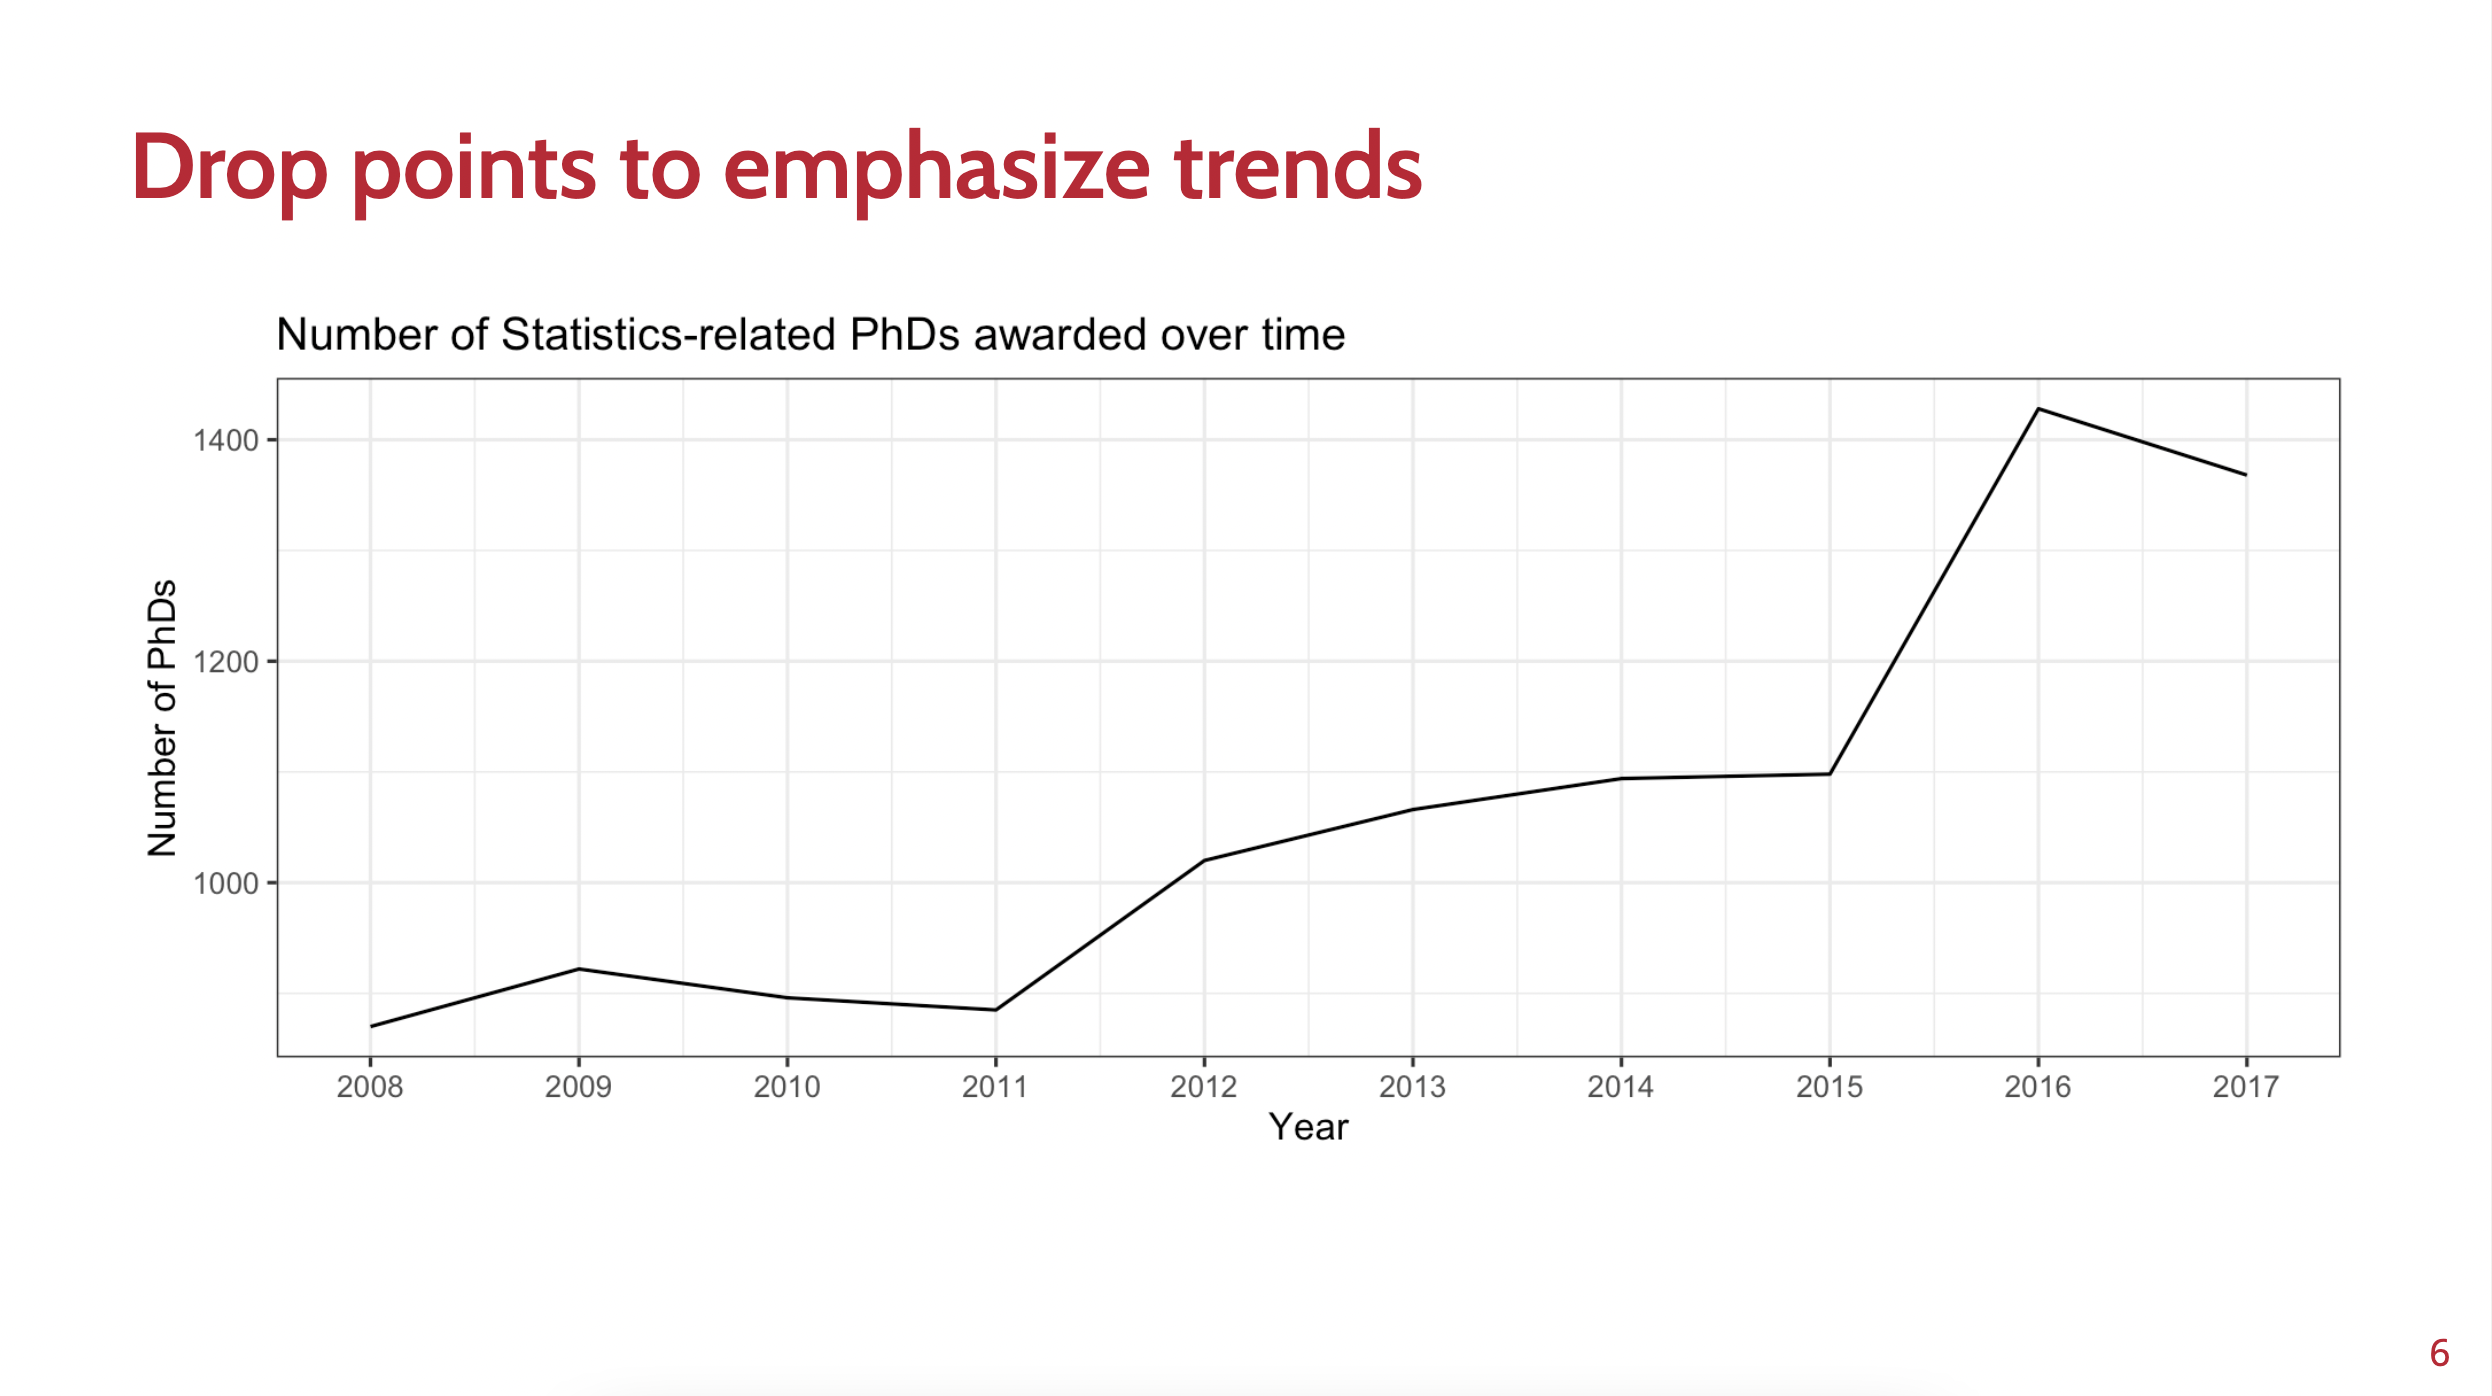 Drop points to emphasize trends
Number of Statistics-related PhDs awarded over time
Number of PhDs
1400
1200
1000
2008 2009 2010 2011 2012 2013 2014 2015 2016 2017
Year
6